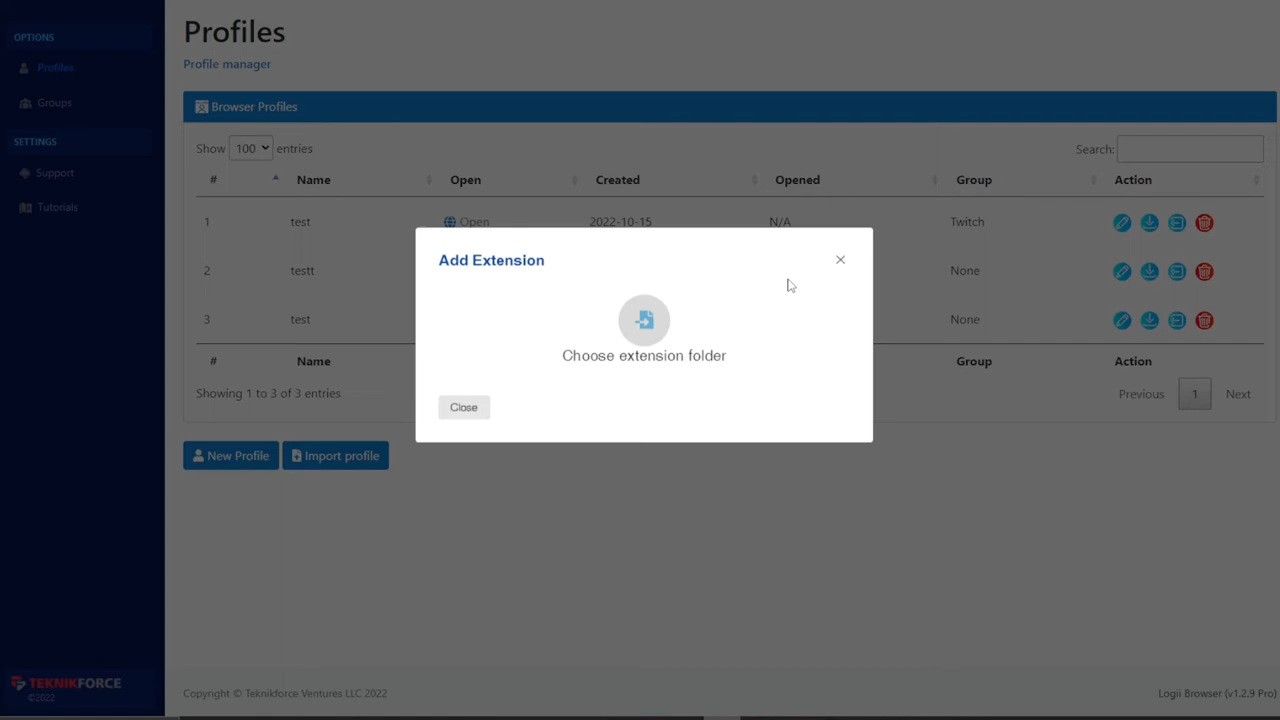 Profiles
Profile manager
OPTIONS
Profiles
Groups
SETTINGS
Support
Tutorials
Browser Profiles
Show 100 entries
Search:
# Name Open Created Opened Group Action
1 test Open 2022-10-15 N/A Twitch
2 testt None
3 test None
# Name Group Action
Showing 1 to 3 of 3 entries
Previous 1 Next
Add Extension
Choose extension folder
Close
New Profile Import profile
TEKNIKFORCE
©2022
Copyright © Teknikforce Ventures LLC 2022
Logii Browser (v1.2.9 Pro)